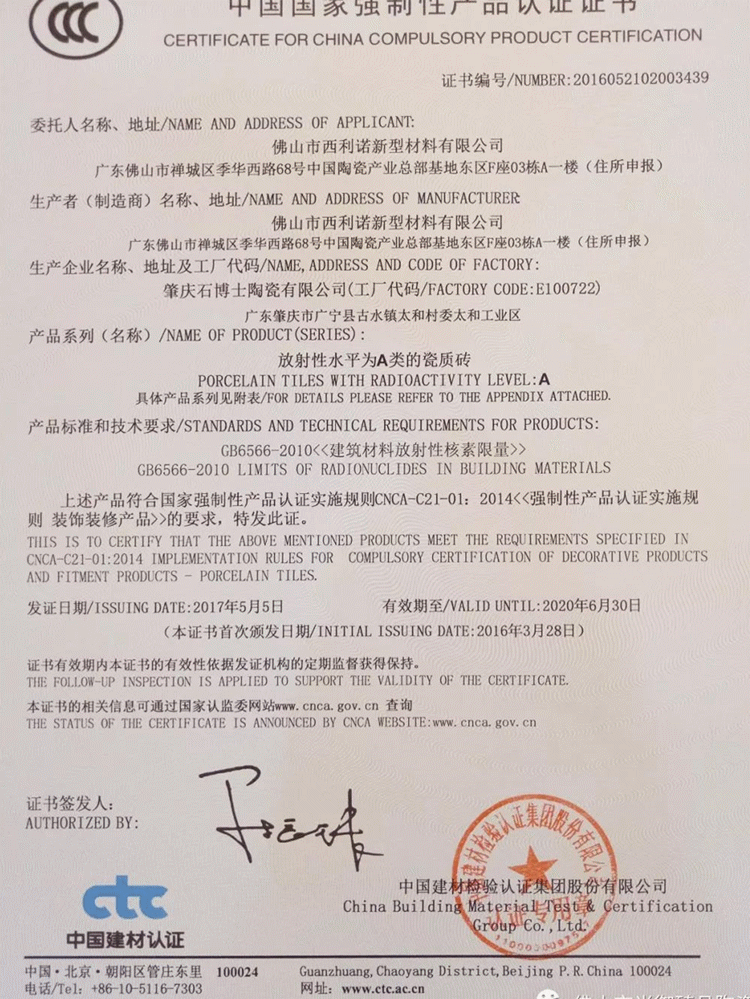 中国国家强制性产品认证证书
CERTIFICATE FOR CHINA COMPULSORY PRODUCT CERTIFICATION
证书编号/NUMBER:2016052102003439
委托人名称、地址/NAME AND ADDRESS OF APPLICANT:
佛山市西利诺新型材料有限公司
广东佛山市禅城区季华西路68号中国陶瓷产业总部基地东区F座03栋A一楼（住所申报）
生产者（制造商）名称、地址/NAME AND ADDRESS OF MANUFACTURER:
佛山市西利诺新型材料有限公司
广东佛山市禅城区季华西路68号中国陶瓷产业总部基地东区F座03栋A一楼（住所申报）
生产企业名称、地址及工厂代码/NAME,ADDRESS AND CODE OF FACTORY:
肇庆石博士陶瓷有限公司(工厂代码/FACTORY CODE:E100722)
广东肇庆市广宁县古水镇太和村委太和工业区
产品系列（名称）/NAME OF PRODUCT(SERIES):
放射性水平为A类的瓷质砖
PORCELAIN TILES WITH RADIOACTIVITY LEVEL:A
具体产品系列见附表/FOR DETAILS PLEASE REFER TO THE APPENDIX ATTACHED.
产品标准和技术要求/STANDARDS AND TECHNICAL REQUIREMENTS FOR PRODUCTS:
GB6566-2010<<建筑材料放射性核素限量>>
GB6566-2010 LIMITS OF RADIONUCLIDES IN BUILDING MATERIALS
上述产品符合国家强制性产品认证实施规则CNCA-C21-01：2014<<强制性产品认证实施规
则 装饰装修产品>>的要求，特发此证。
THIS IS TO CERTIFY THAT THE ABOVE MENTIONED PRODUCTS MEET THE REQUIREMENTS SPECIFIED IN
CNCA-C21-01:2014 IMPLEMENTATION RULES FOR COMPULSORY CERTIFICATION OF DECORATIVE PRODUCTS
AND FITMENT PRODUCTS - PORCELAIN TILES.
发证日期/ISSUING DATE:2017年5月5日 有效期至/VALID UNTIL:2020年6月30日
（本证书首次颁发日期/INITIAL ISSUING DATE:2016年3月28日）
证书有效期内本证书的有效性依据发证机构的定期监督获得保持。
THE FOLLOW-UP INSPECTION IS APPLIED TO SUPPORT THE VALIDITY OF THE CERTIFICATE.
本证书的相关信息可通过国家认监委网站www.cnca.gov.cn 查询
THE STATUS OF THE CERTIFICATE IS ANNOUNCED BY CNCA WEBSITE:www.cnca.gov.cn
证书签发人：
AUTHORIZED BY:
中国建材检验认证集团股份有限公司
认证专用章
中国建材检验认证集团股份有限公司
China Building Material Test & Certification
Group Co.,Ltd.
ctc
中国建材认证
中国·北京·朝阳区管庄东里 100024
电话/Tel: +86-10-5116-7303
Guanzhuang,Chaoyang District,Beijing P.R.China 100024
网址: www.ctc.ac.cn